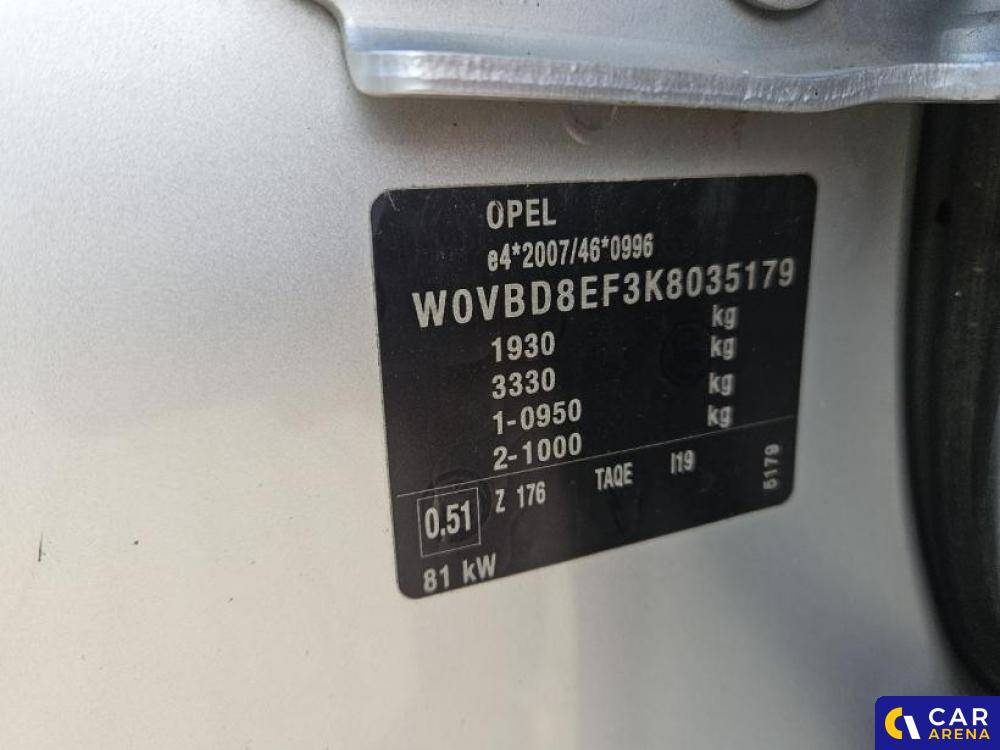 OPEL
e4*2007/46*0996
W0VBD8EF3K8035179
1930 kg
3330 kg
1-0950 kg
2-1000 kg
0.51 Z 176 TAQE I19 5179
81 kW
CAR
ARENA